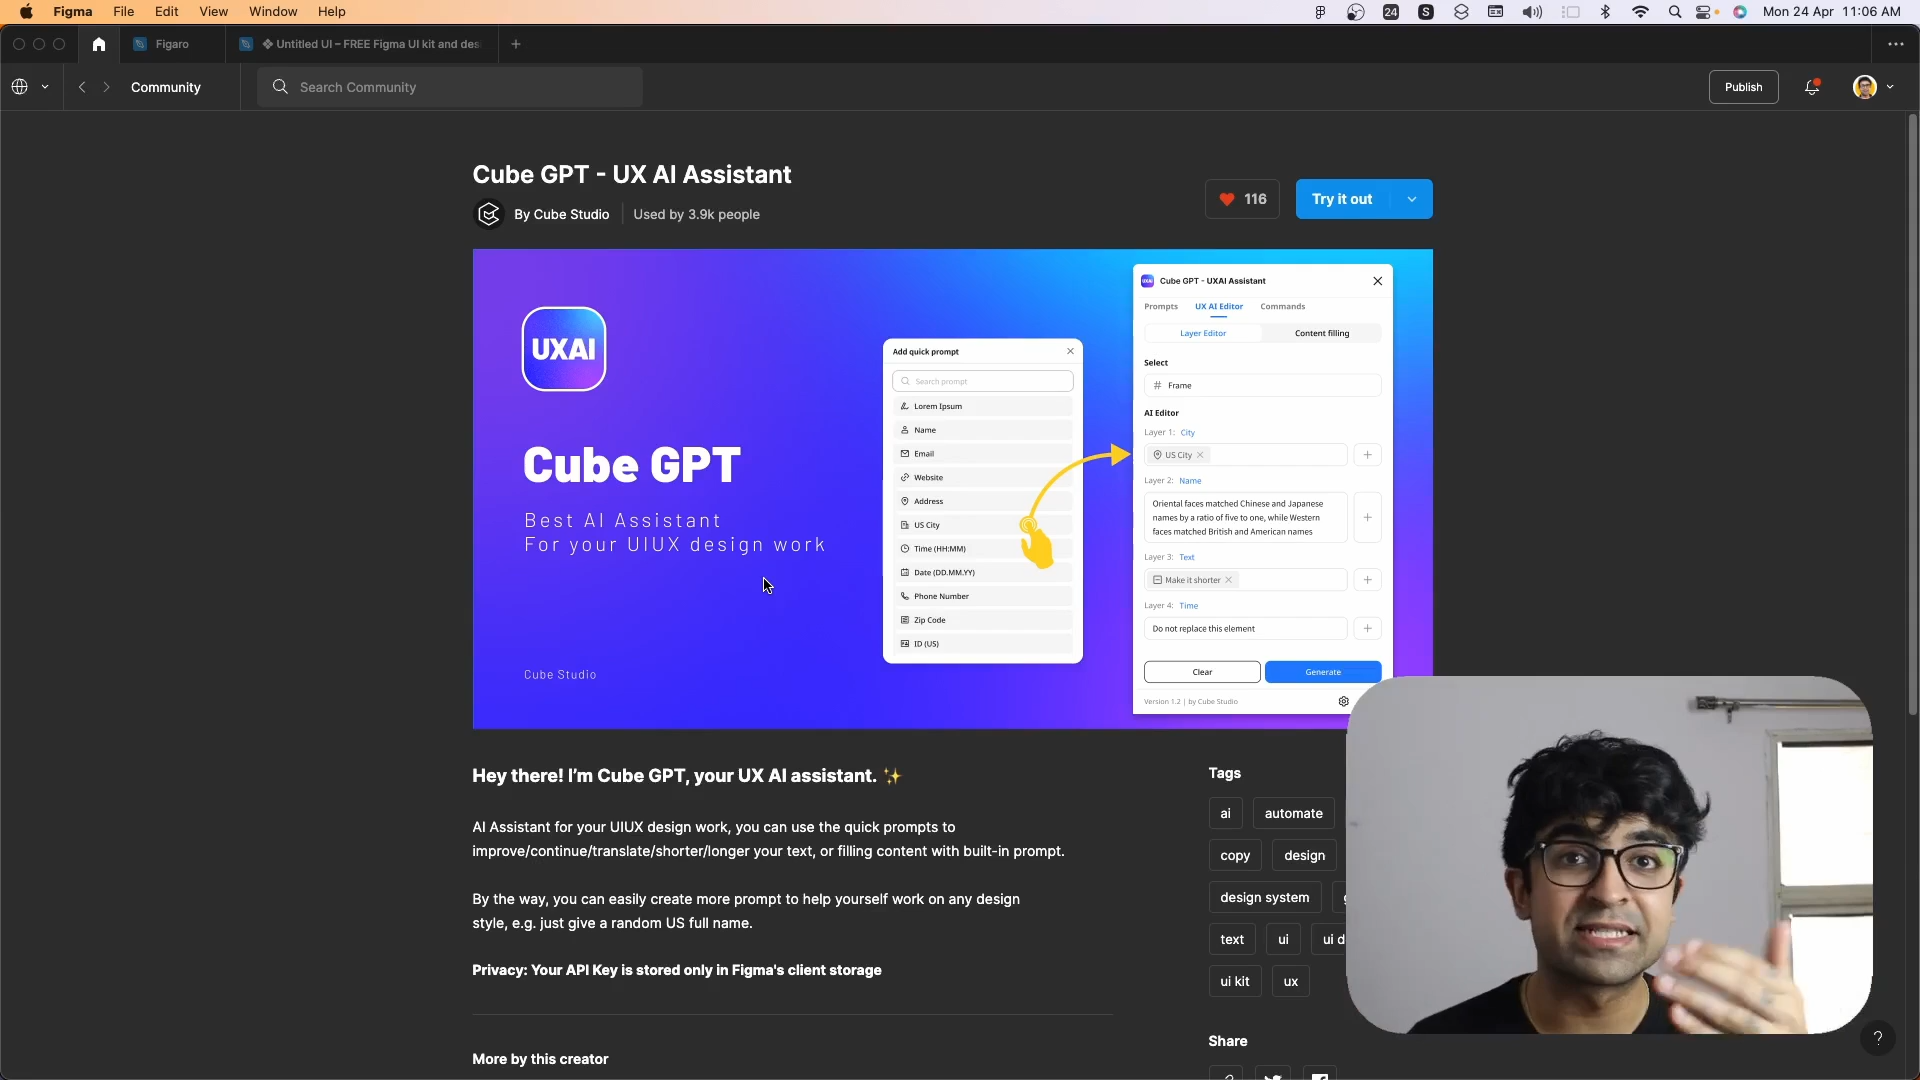 Figma File Edit View Window Help
24 S Mon 24 Apr 11:06 AM
Figaro
❖ Untitled UI – FREE Figma UI kit and des
Community
Search Community
Publish
Cube GPT - UX AI Assistant
By Cube Studio Used by 3.9k people
116
Try it out
UXAI
Cube GPT
Best AI Assistant
For your UIUX design work
Cube Studio
Add quick prompt
Search prompt
Lorem Ipsum
Name
Email
Website
Address
US City
Time (HH:MM)
Date (DD.MM.YY)
Phone Number
Zip Code
ID (US)
Cube GPT - UXAI Assistant
Prompts UX AI Editor Commands
Layer Editor Content filling
Select
# Frame
AI Editor
Layer 1: City
US City
Layer 2: Name
Oriental faces matched Chinese and Japanese
names by a ratio of five to one, while Western
faces matched British and American names
Layer 3: Text
Make it shorter
Layer 4: Time
Do not replace this element
Clear Generate
Version 1.2 | by Cube Studio
Hey there! I’m Cube GPT, your UX AI assistant. ✨
AI Assistant for your UIUX design work, you can use the quick prompts to
improve/continue/translate/shorter/longer your text, or filling content with built-in prompt.
By the way, you can easily create more prompt to help yourself work on any design
style, e.g. just give a random US full name.
Privacy: Your API Key is stored only in Figma's client storage
More by this creator
Tags
ai automate
copy design
design system
text ui ui d
ui kit ux
Share
?